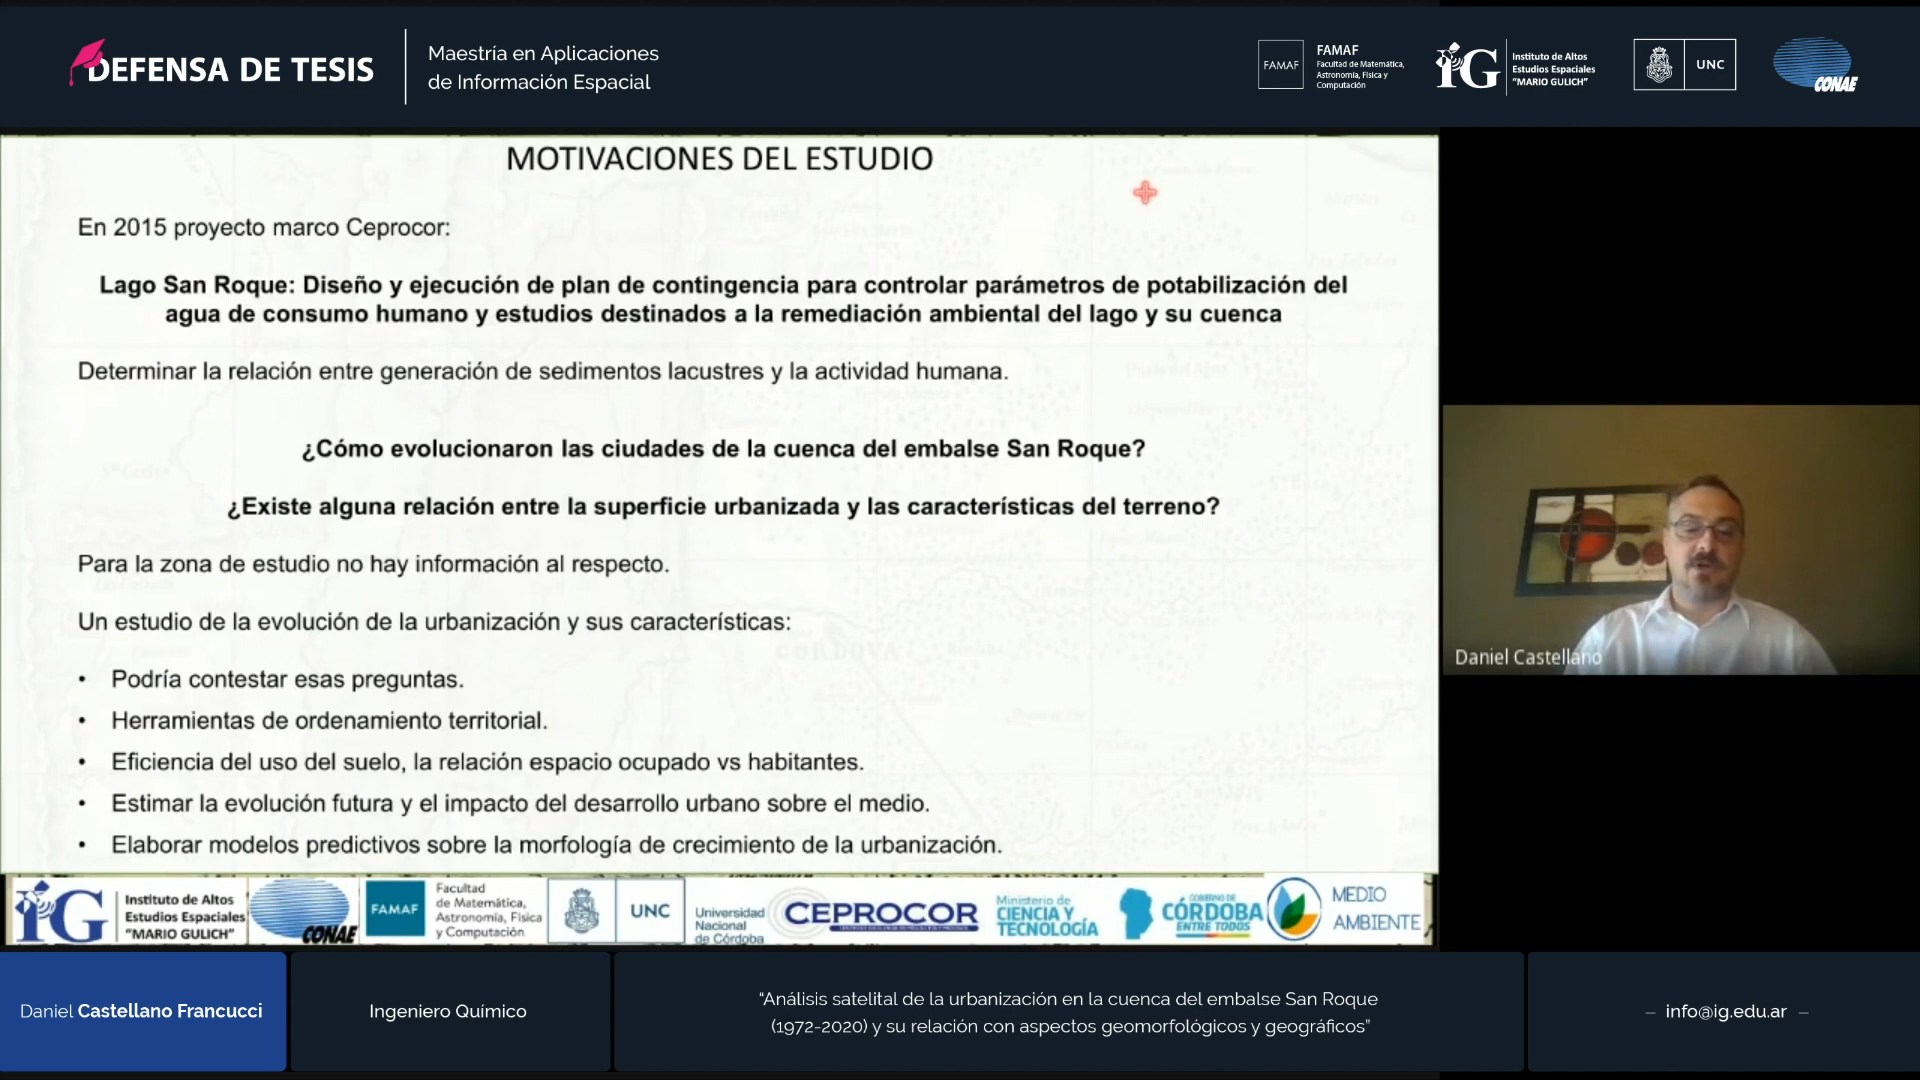 DEFENSA DE TESIS
Maestría en Aplicaciones
de Información Espacial
FAMAF
FAMAF
Facultad de Matemática,
Astronomía, Física y
Computación
iG
Instituto de Altos
Estudios Espaciales
"MARIO GULICH"
UNC
CONAE
MOTIVACIONES DEL ESTUDIO
En 2015 proyecto marco Ceprocor:
Lago San Roque: Diseño y ejecución de plan de contingencia para controlar parámetros de potabilización del
agua de consumo humano y estudios destinados a la remediación ambiental del lago y su cuenca
Determinar la relación entre generación de sedimentos lacustres y la actividad humana.
¿Cómo evolucionaron las ciudades de la cuenca del embalse San Roque?
¿Existe alguna relación entre la superficie urbanizada y las características del terreno?
Para la zona de estudio no hay información al respecto.
Un estudio de la evolución de la urbanización y sus características:
• Podría contestar esas preguntas.
• Herramientas de ordenamiento territorial.
• Eficiencia del uso del suelo, la relación espacio ocupado vs habitantes.
• Estimar la evolución futura y el impacto del desarrollo urbano sobre el medio.
• Elaborar modelos predictivos sobre la morfología de crecimiento de la urbanización.
Daniel Castellano
iG
Instituto de Altos
Estudios Espaciales
"MARIO GULICH"
CONAE
FAMAF
Facultad
de Matemática,
Astronomía, Física
y Computación
UNC
Universidad
Nacional
de Córdoba
CEPROCOR
Ministerio de
CIENCIA Y
TECNOLOGÍA
GOBIERNO DE
CÓRDOBA
ENTRE TODOS
MEDIO
AMBIENTE
Daniel Castellano Francucci
Ingeniero Químico
“Análisis satelital de la urbanización en la cuenca del embalse San Roque
(1972-2020) y su relación con aspectos geomorfológicos y geográficos”
– info@ig.edu.ar –